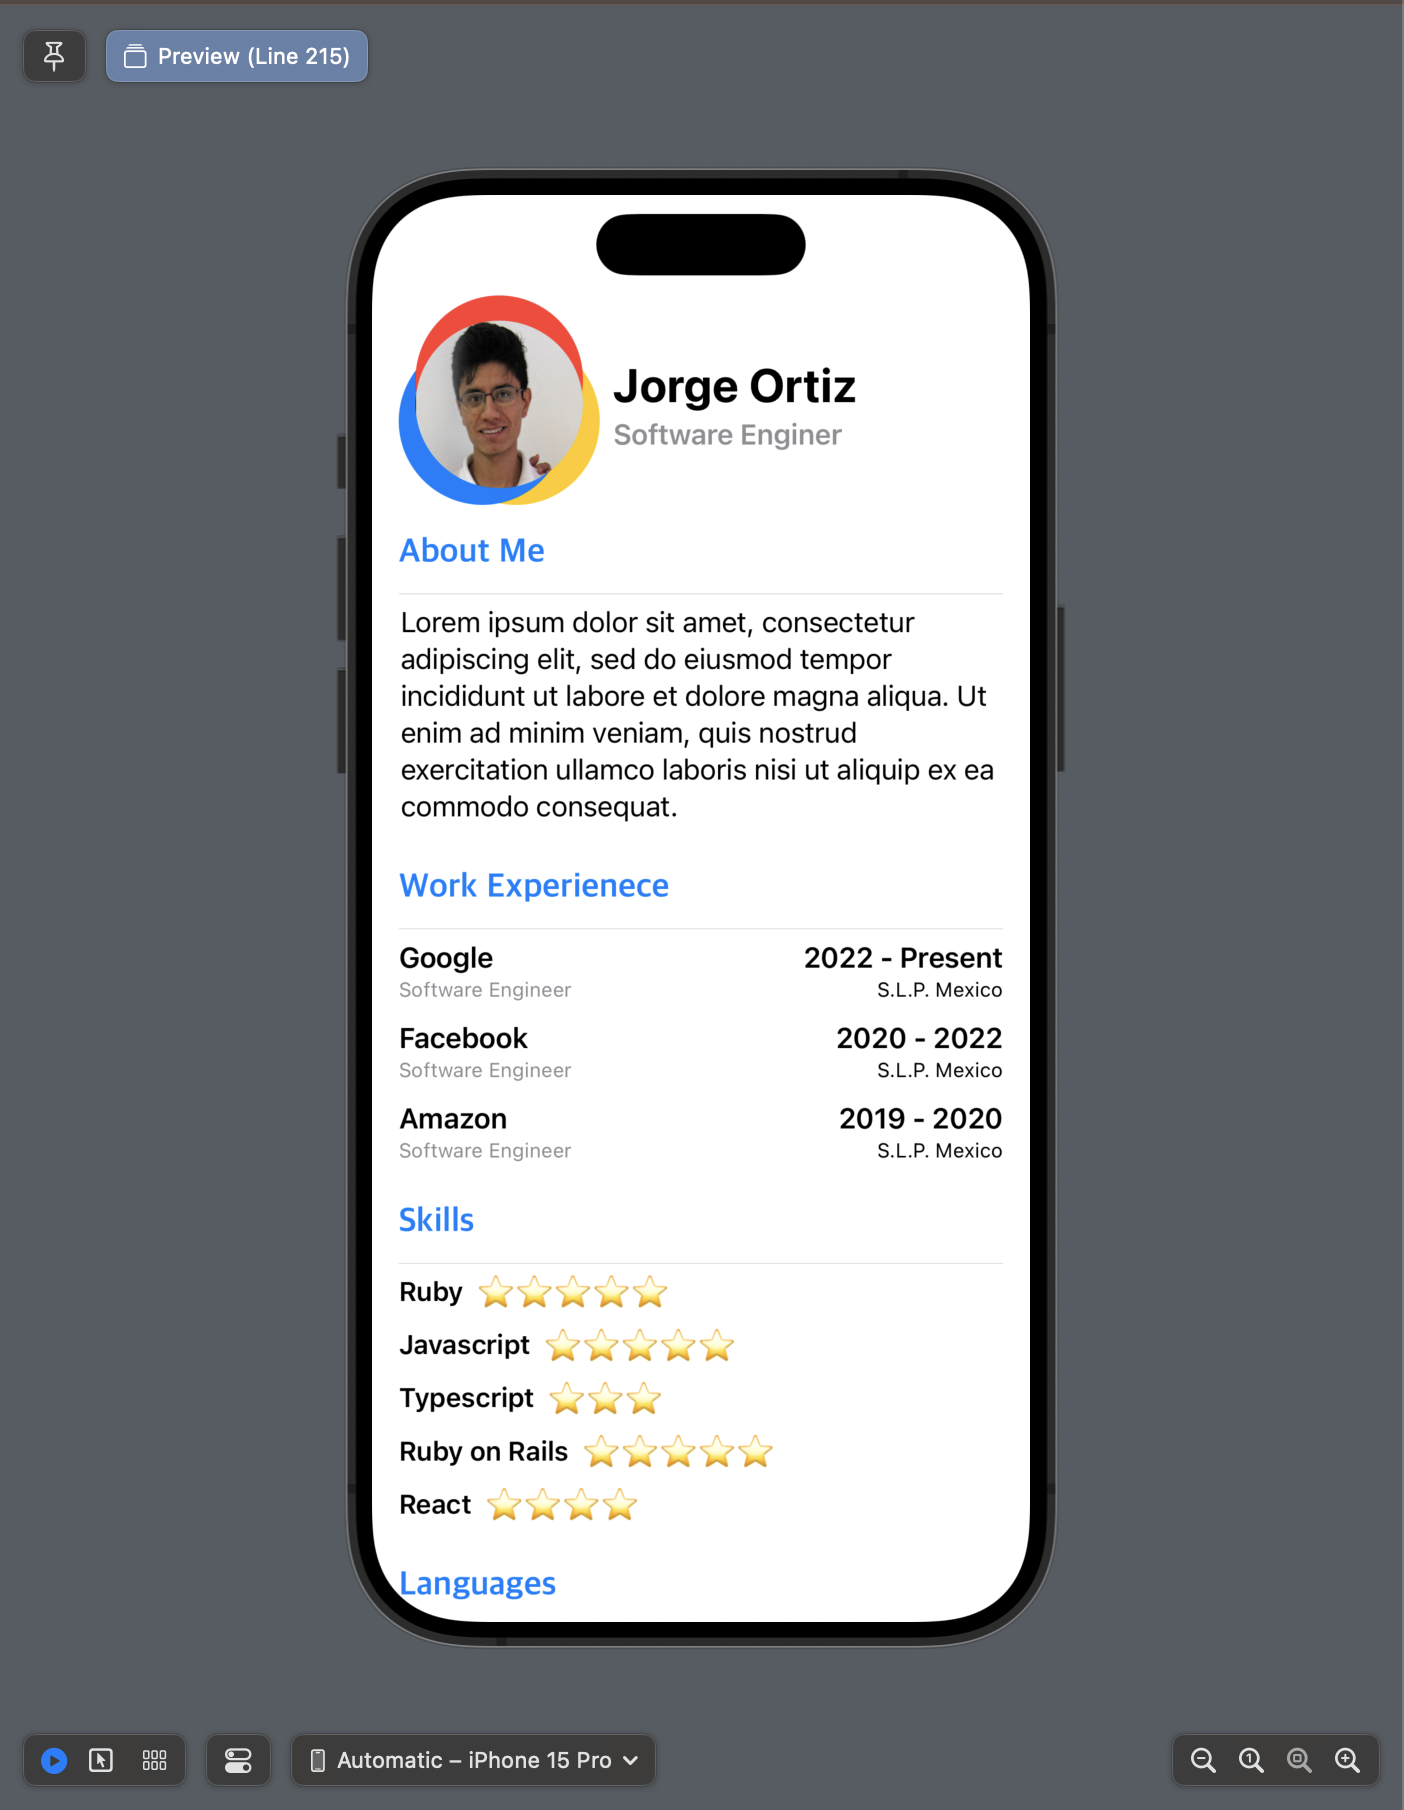 Preview (Line 215)
Jorge Ortiz
Software Enginer
About Me
Lorem ipsum dolor sit amet, consectetur
adipiscing elit, sed do eiusmod tempor
incididunt ut labore et dolore magna aliqua. Ut
enim ad minim veniam, quis nostrud
exercitation ullamco laboris nisi ut aliquip ex ea
commodo consequat.
Work Experienece
Google 2022 - Present
Software Engineer S.L.P. Mexico
Facebook 2020 - 2022
Software Engineer S.L.P. Mexico
Amazon 2019 - 2020
Software Engineer S.L.P. Mexico
Skills
Ruby ⭐⭐⭐⭐⭐
Javascript ⭐⭐⭐⭐⭐
Typescript ⭐⭐⭐
Ruby on Rails ⭐⭐⭐⭐⭐
React ⭐⭐⭐⭐
Languages
Automatic – iPhone 15 Pro